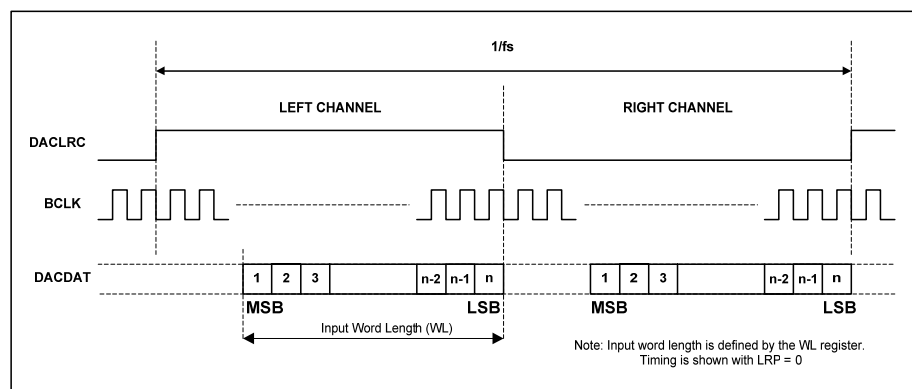 1/fs
LEFT CHANNEL RIGHT CHANNEL
DACLRC
BCLK
DACDAT
1 2 3 n-2 n-1 n 1 2 3 n-2 n-1 n
MSB LSB MSB LSB
Input Word Length (WL)
Note: Input word length is defined by the WL register.
Timing is shown with LRP = 0